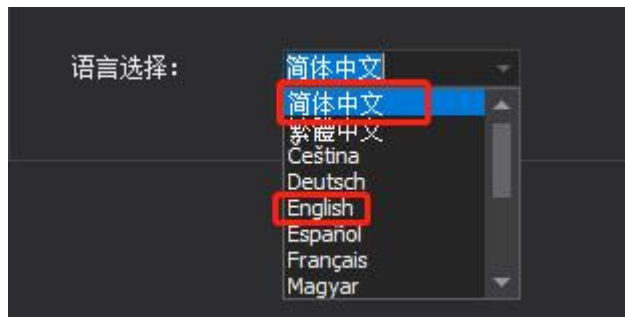 语言选择： 简体中文
简体中文
繁體中文
Čeština
Deutsch
English
Español
Français
Magyar